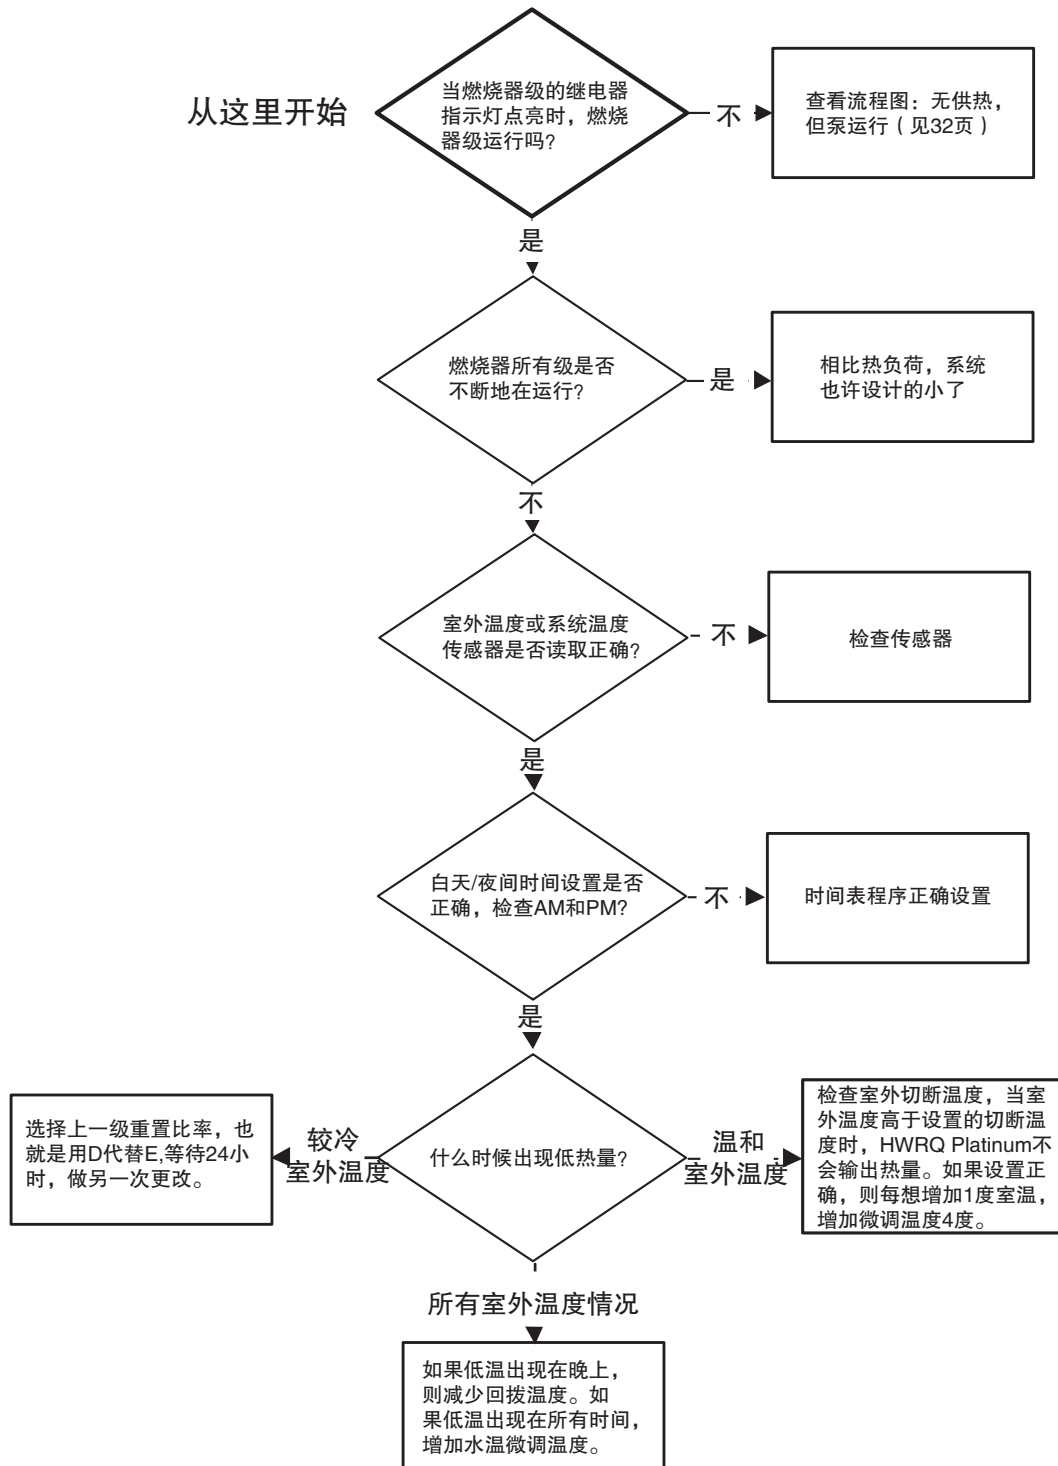 从这里开始
当燃烧器级的继电器
指示灯点亮时，燃烧
器级运行吗?
不
查看流程图：无供热，
但泵运行（见32页）
是
燃烧器所有级是否
不断地在运行?
是
相比热负荷，系统
也许设计的小了
不
室外温度或系统温度
传感器是否读取正确?
不
检查传感器
是
白天/夜间时间设置是否
正确，检查AM和PM?
不
时间表程序正确设置
是
选择上一级重置比率，也
就是用D代替E,等待24小
时，做另一次更改。
较冷
室外温度
什么时候出现低热量?
温和
室外温度
检查室外切断温度，当室
外温度高于设置的切断温
度时，HWRQ Platinum不
会输出热量。如果设置正
确，则每想增加1度室温，
增加微调温度4度。
所有室外温度情况
如果低温出现在晚上，
则减少回拨温度。如
果低温出现在所有时间，
增加水温微调温度。